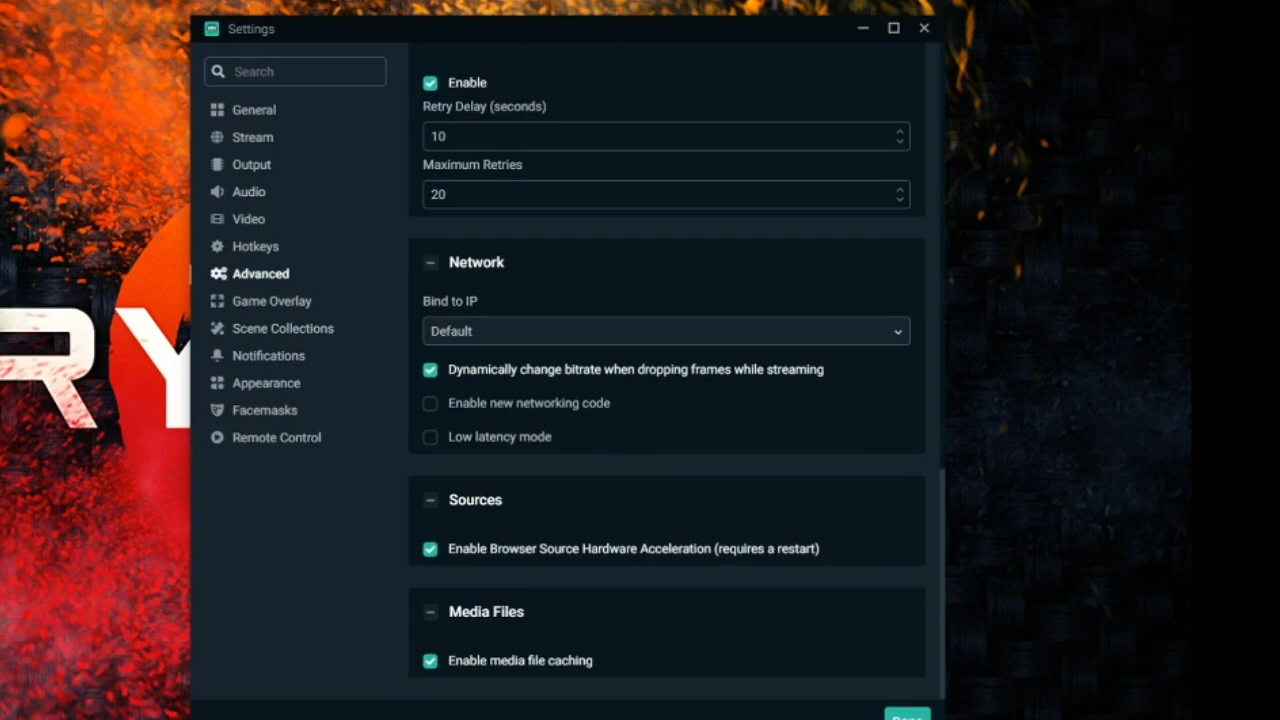 Settings
Search
General
Stream
Output
Audio
Video
Hotkeys
Advanced
Game Overlay
Scene Collections
Notifications
Appearance
Facemasks
Remote Control
Enable
Retry Delay (seconds)
10
Maximum Retries
20
Network
Bind to IP
Default
Dynamically change bitrate when dropping frames while streaming
Enable new networking code
Low latency mode
Sources
Enable Browser Source Hardware Acceleration (requires a restart)
Media Files
Enable media file caching
Done
RY